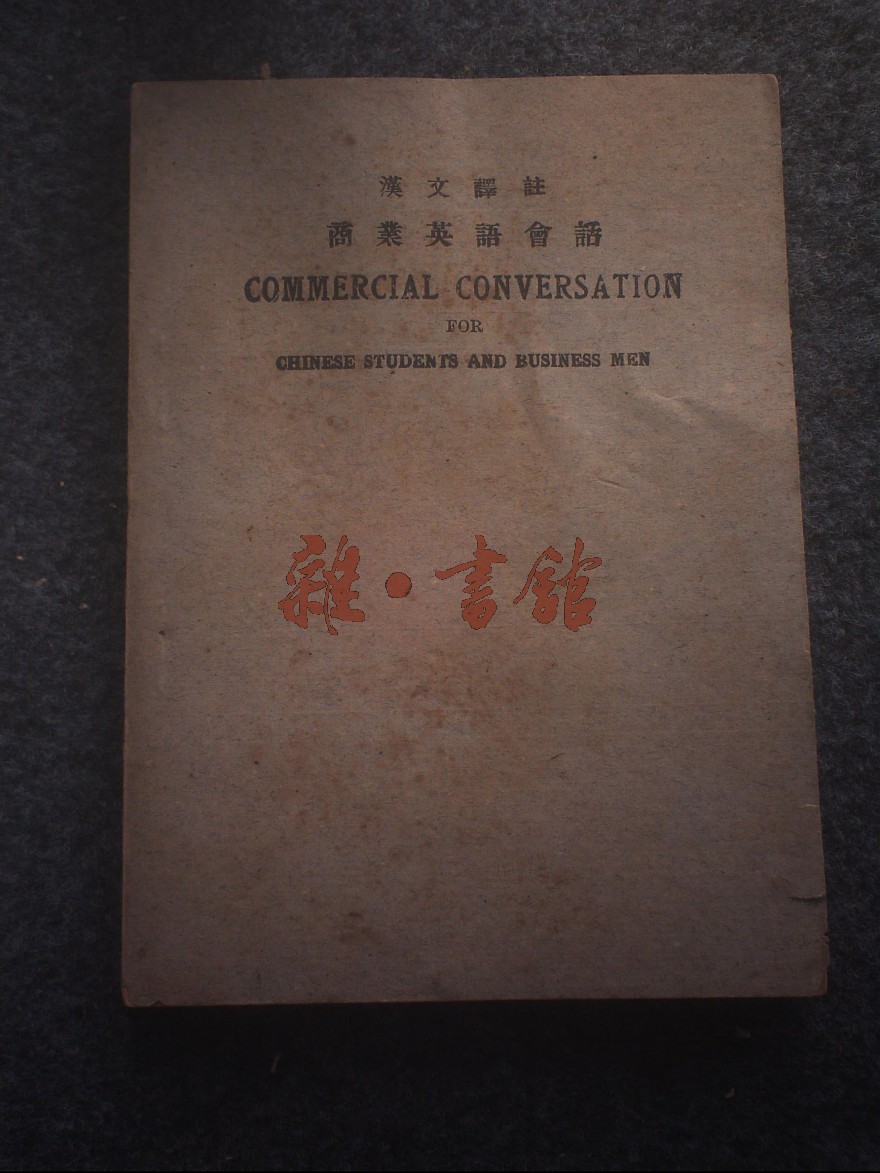 漢文譯註
商業英語會話
COMMERCIAL CONVERSATION
FOR
CHINESE STUDENTS AND BUSINESS MEN
雜·書館